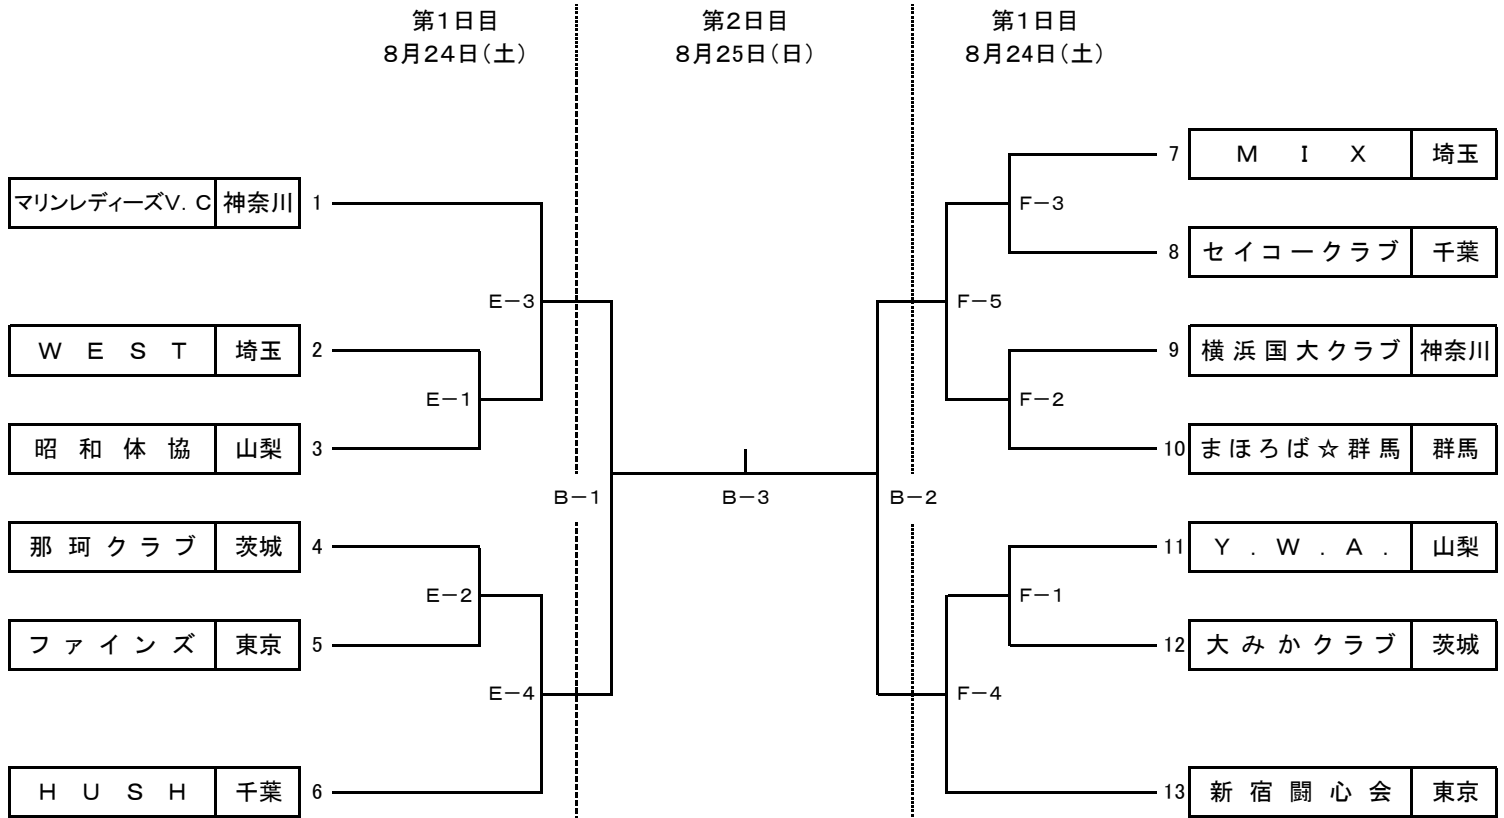 第１日目
８月２４日（土）
第２日目
８月２５日（日）
第１日目
８月２４日（土）
マリンレディーズＶ．Ｃ 神奈川 1
ＷＥＳＴ 埼玉 2
昭和体協 山梨 3
那珂クラブ 茨城 4
ファインズ 東京 5
ＨＵＳＨ 千葉 6
Ｅ－３
Ｅ－１
Ｅ－２
Ｅ－４
Ｂ－１
Ｂ－３
Ｂ－２
Ｆ－３
Ｆ－５
Ｆ－２
Ｆ－１
Ｆ－４
7 ＭＩＸ 埼玉
8 セイコークラブ 千葉
9 横浜国大クラブ 神奈川
10 まほろば☆群馬 群馬
11 Ｙ．Ｗ．Ａ． 山梨
12 大みかクラブ 茨城
13 新宿闘心会 東京